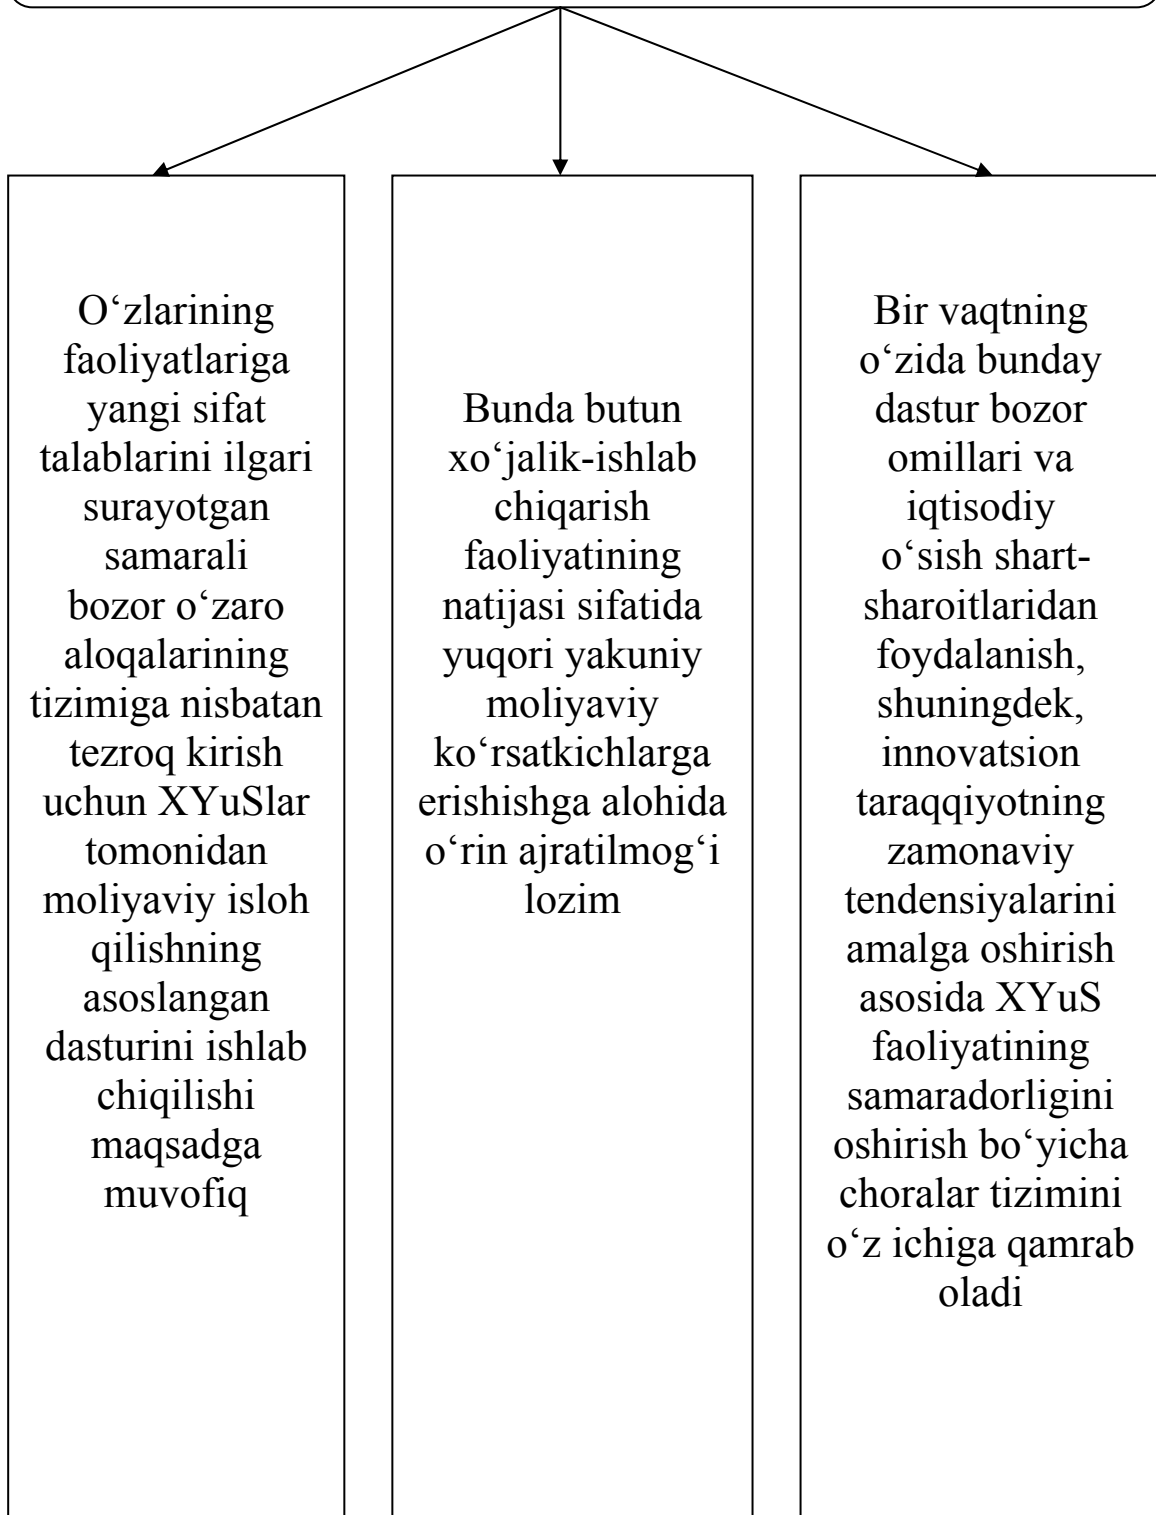 O‘zlarining
faoliyatlariga
yangi sifat
talablarini ilgari
surayotgan
samarali
bozor o‘zaro
aloqalarining
tizimiga nisbatan
tezroq kirish
uchun XYuSlar
tomonidan
moliyaviy isloh
qilishning
asoslangan
dasturini ishlab
chiqilishi
maqsadga
muvofiq
Bunda butun
xo‘jalik-ishlab
chiqarish
faoliyatining
natijasi sifatida
yuqori yakuniy
moliyaviy
ko‘rsatkichlarga
erishishga alohida
o‘rin ajratilmog‘i
lozim
Bir vaqtning
o‘zida bunday
dastur bozor
omillari va
iqtisodiy
o‘sish shart-
sharoitlaridan
foydalanish,
shuningdek,
innovatsion
taraqqiyotning
zamonaviy
tendensiyalarini
amalga oshirish
asosida XYuS
faoliyatining
samaradorligini
oshirish bo‘yicha
choralar tizimini
o‘z ichiga qamrab
oladi